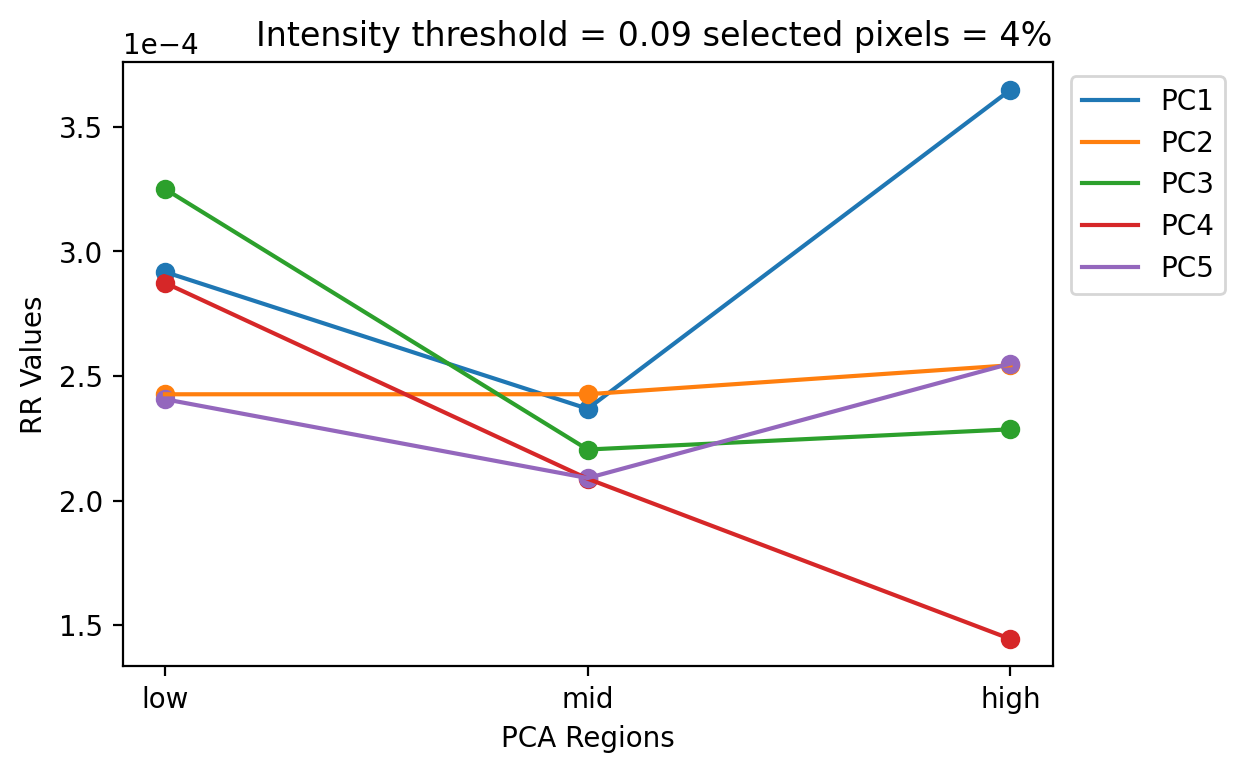 Intensity threshold = 0.09 selected pixels = 4%
1e−4
3.5
3.0
2.5
2.0
1.5
RR Values
low mid high
PCA Regions
PC1
PC2
PC3
PC4
PC5